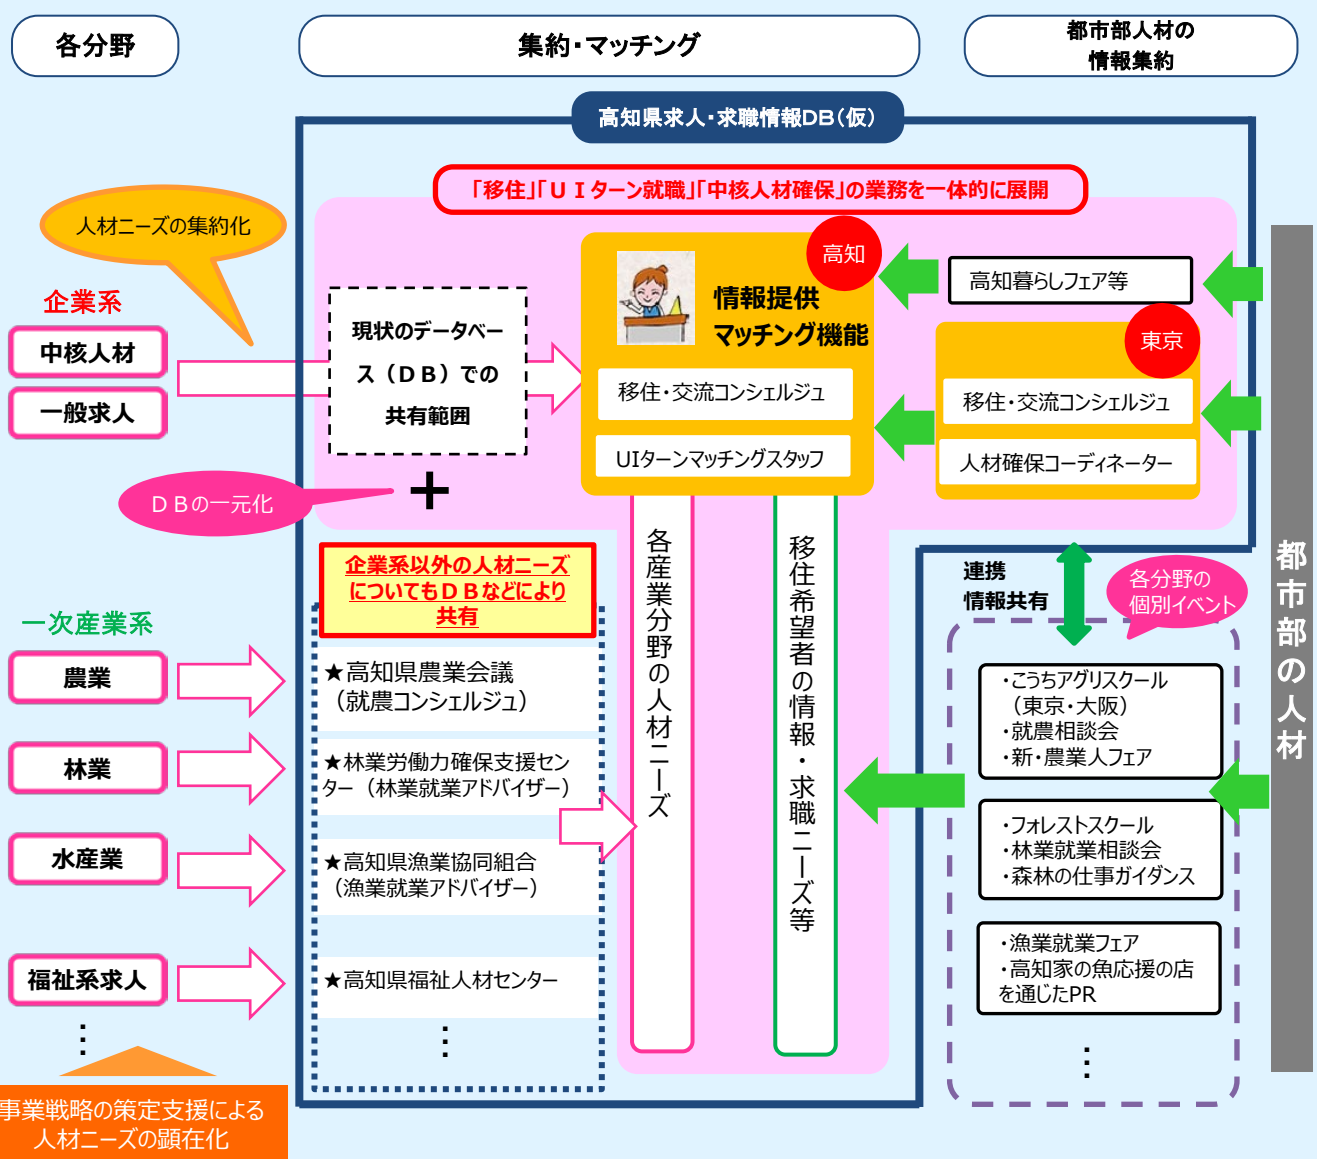 各分野
集約・マッチング
都市部人材の
情報集約
高知県求人・求職情報DB(仮)
「移住」「ＵＩターン就職」「中核人材確保」の業務を一体的に展開
人材ニーズの集約化
企業系
中核人材
一般求人
現状のデータベー
ス（ＤＢ）での
共有範囲
高知
情報提供
マッチング機能
移住・交流コンシェルジュ
UIターンマッチングスタッフ
高知暮らしフェア等
東京
移住・交流コンシェルジュ
人材確保コーディネーター
ＤＢの一元化
＋
企業系以外の人材ニーズ
についてもＤＢなどにより
共有
各産業分野の人材ニーズ
移住希望者の情報・求職ニーズ等
連携
情報共有
各分野の
個別イベント
都市部の人材
一次産業系
農業
林業
水産業
福祉系求人
⋮
★高知県農業会議
（就農コンシェルジュ）
★林業労働力確保支援セン
ター（林業就業アドバイザー）
★高知県漁業協同組合
（漁業就業アドバイザー）
★高知県福祉人材センター
⋮
・こうちアグリスクール
（東京・大阪）
・就農相談会
・新・農業人フェア
・フォレストスクール
・林業就業相談会
・森林の仕事ガイダンス
・漁業就業フェア
・高知家の魚応援の店
を通じたPR
⋮
事業戦略の策定支援による
人材ニーズの顕在化